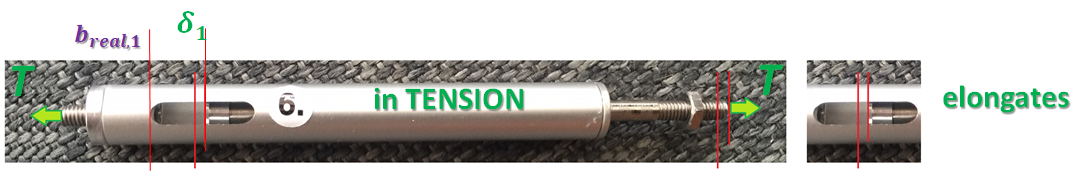 b_real,1
δ_1
T
6.
in TENSION
T
elongates